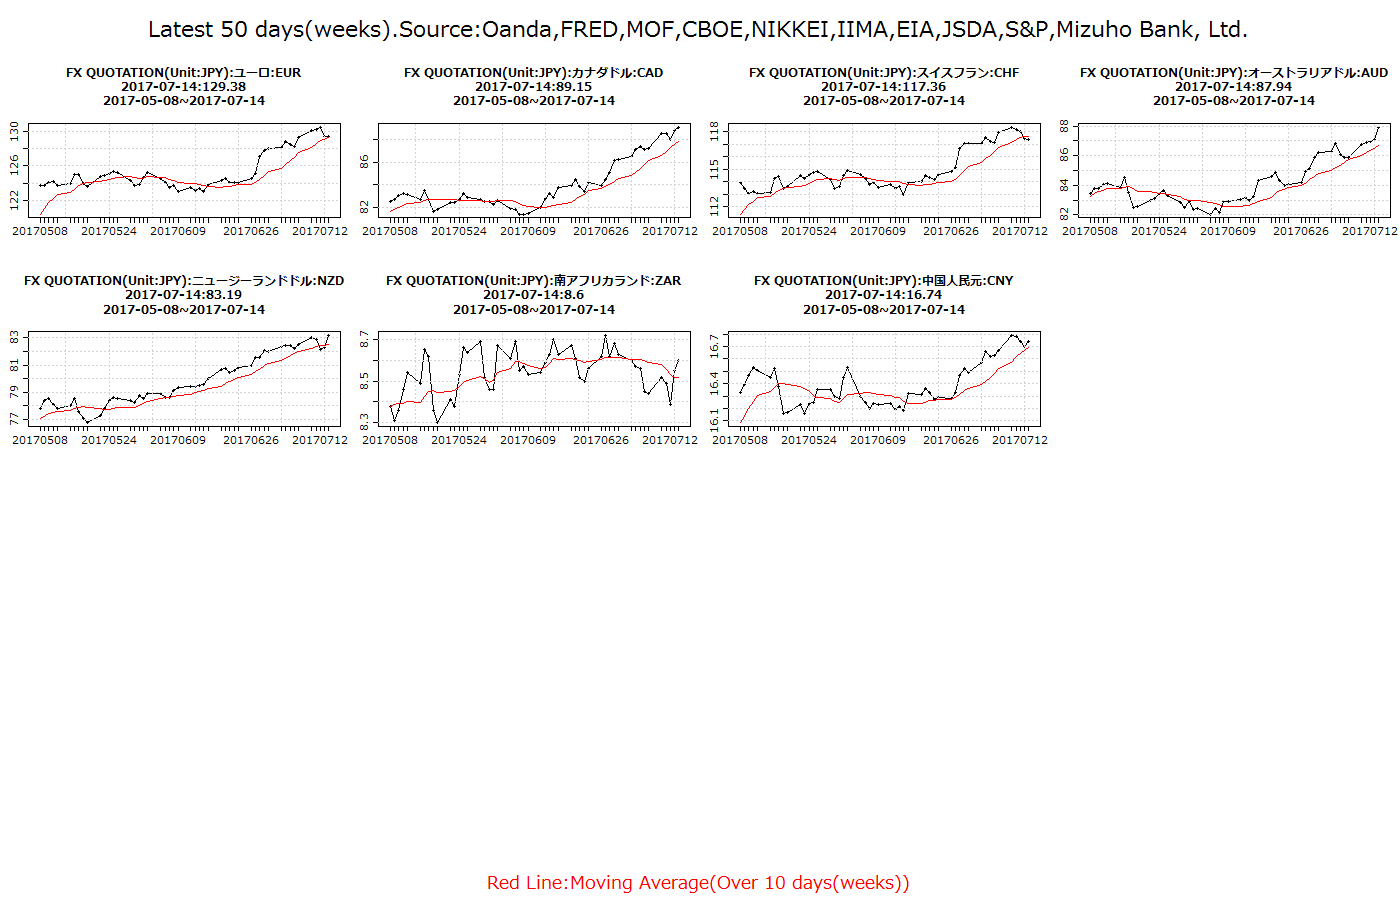 Latest 50 days(weeks).Source:Oanda,FRED,MOF,CBOE,NIKKEI,IIMA,EIA,JSDA,S&P,Mizuho Bank, Ltd.
FX QUOTATION(Unit:JPY):ユーロ:EUR
2017-07-14:129.38
2017-05-08~2017-07-14
130
126
122
20170508 20170524 20170609 20170626 20170712
FX QUOTATION(Unit:JPY):カナダドル:CAD
2017-07-14:89.15
2017-05-08~2017-07-14
86
82
20170508 20170524 20170609 20170626 20170712
FX QUOTATION(Unit:JPY):スイスフラン:CHF
2017-07-14:117.36
2017-05-08~2017-07-14
118
115
112
20170508 20170524 20170609 20170626 20170712
FX QUOTATION(Unit:JPY):オーストラリアドル:AUD
2017-07-14:87.94
2017-05-08~2017-07-14
88
86
84
82
20170508 20170524 20170609 20170626 20170712
FX QUOTATION(Unit:JPY):ニュージーランドドル:NZD
2017-07-14:83.19
2017-05-08~2017-07-14
83
81
79
77
20170508 20170524 20170609 20170626 20170712
FX QUOTATION(Unit:JPY):南アフリカランド:ZAR
2017-07-14:8.6
2017-05-08~2017-07-14
8.7
8.5
8.3
20170508 20170524 20170609 20170626 20170712
FX QUOTATION(Unit:JPY):中国人民元:CNY
2017-07-14:16.74
2017-05-08~2017-07-14
16.7
16.4
16.1
20170508 20170524 20170609 20170626 20170712
Red Line:Moving Average(Over 10 days(weeks))